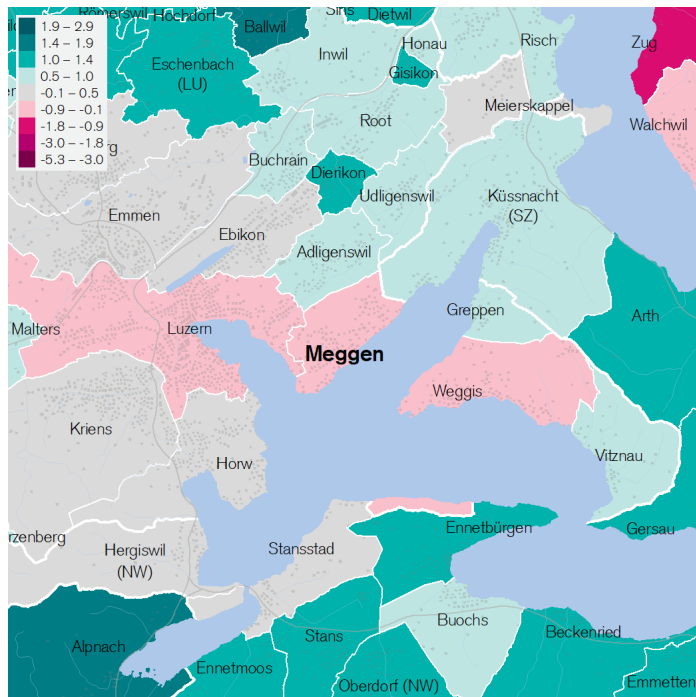 Hochdorf
Ballwil
Sins
Dietwil
1.9 – 2.9
1.4 – 1.9
1.0 – 1.4
0.5 – 1.0
-0.1 – 0.5
-0.9 – -0.1
-1.8 – -0.9
-3.0 – -1.8
-5.3 – -3.0
Eschenbach
(LU)
Inwil
Honau
Gisikon
Risch
Zug
Root
Meierskappel
Walchwil
Buchrain
Dierikon
Udligenswil
Küssnacht
(SZ)
Emmen
Ebikon
Adligenswil
Malters
Luzern
Meggen
Greppen
Arth
Weggis
Kriens
Horw
Vitznau
rzenberg
Hergiswil
(NW)
Stansstad
Ennetbürgen
Gersau
Alpnach
Ennetmoos
Stans
Buochs
Beckenried
Oberdorf (NW)
Emmetten